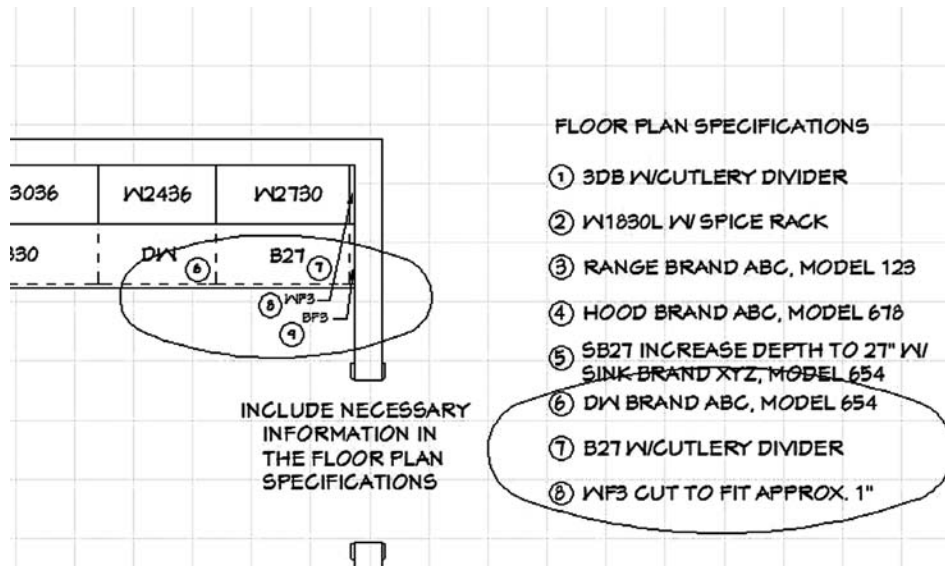 FLOOR PLAN SPECIFICATIONS
① 3DB W/CUTLERY DIVIDER
② W1830L W/ SPICE RACK
③ RANGE BRAND ABC, MODEL 123
④ HOOD BRAND ABC, MODEL 678
⑤ SB27 INCREASE DEPTH TO 27" W/
SINK BRAND XYZ, MODEL 654
⑥ DW BRAND ABC, MODEL 654
⑦ B27 W/CUTLERY DIVIDER
⑧ WF3 CUT TO FIT APPROX. 1"
3036 W2436 W2730
330 DW ⑥ B27 ⑦
⑧ WF3
BF3
⑨
INCLUDE NECESSARY
INFORMATION IN
THE FLOOR PLAN
SPECIFICATIONS